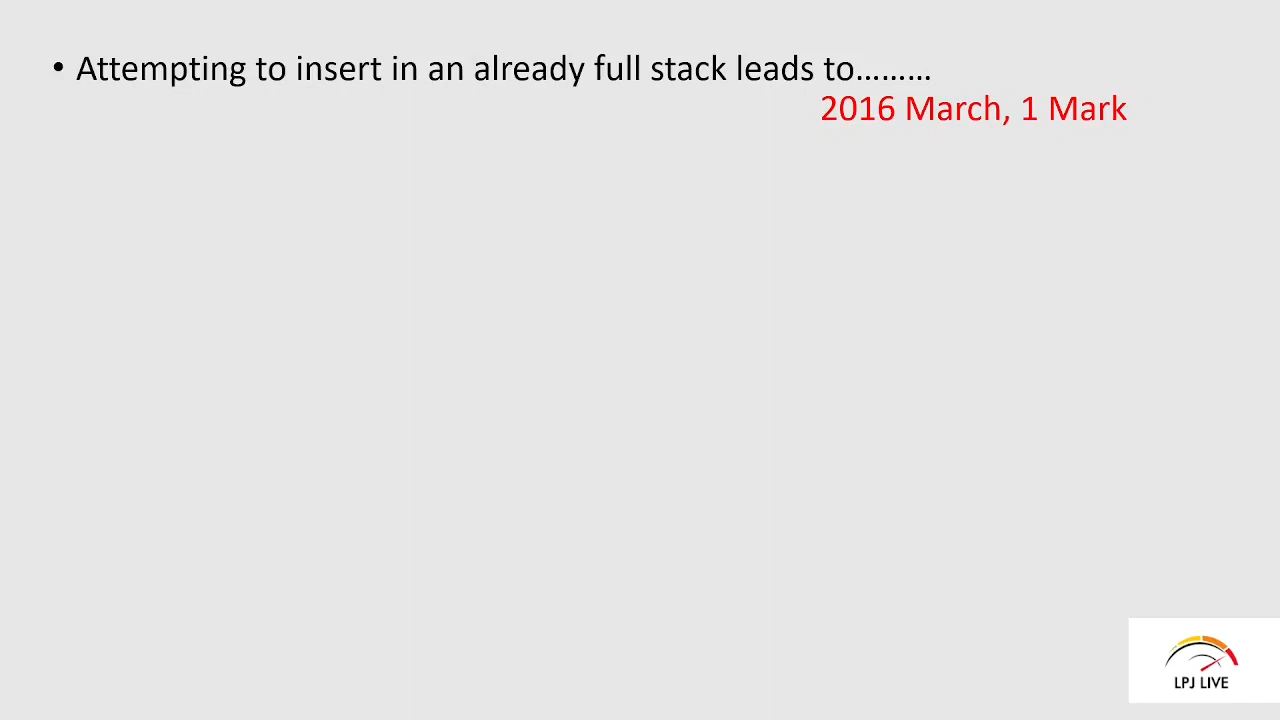 • Attempting to insert in an already full stack leads to………
2016 March, 1 Mark
LPJ LIVE